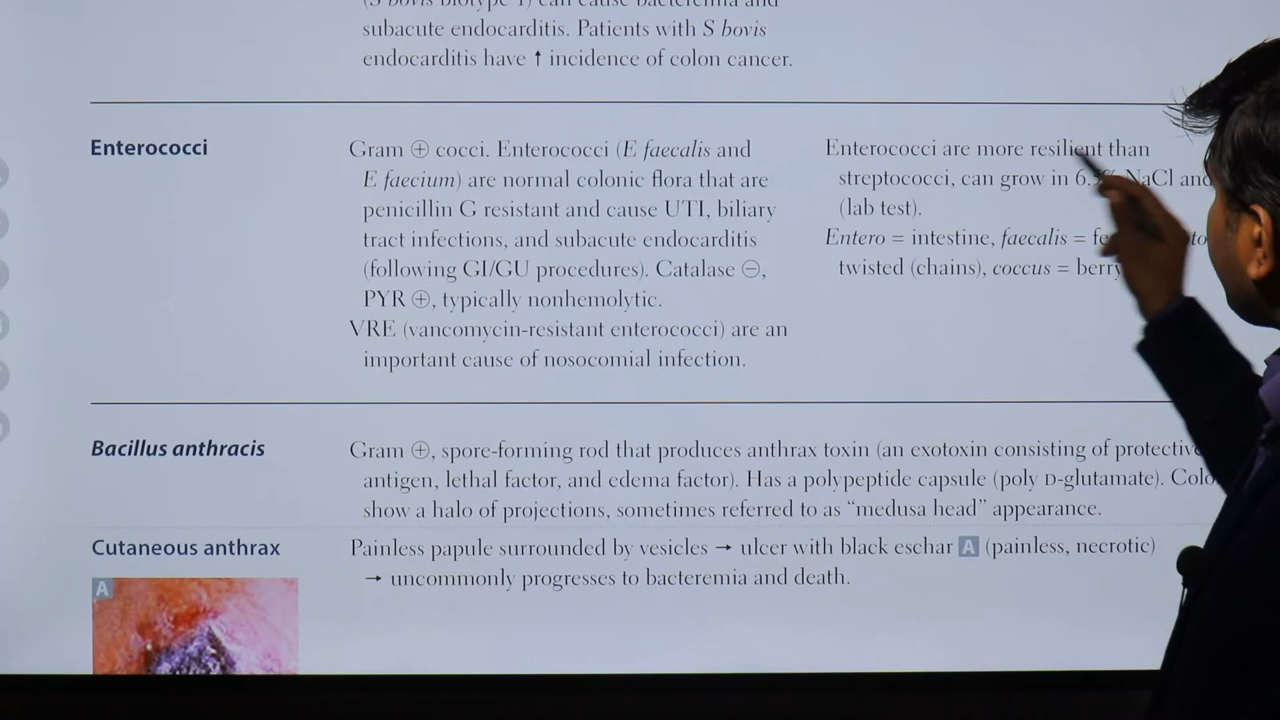 subacute endocarditis. Patients with S bovis
endocarditis have ↑ incidence of colon cancer.
Enterococci
Gram ⊕ cocci. Enterococci (E faecalis and
E faecium) are normal colonic flora that are
penicillin G resistant and cause UTI, biliary
tract infections, and subacute endocarditis
(following GI/GU procedures). Catalase ⊖,
PYR ⊕, typically nonhemolytic.
VRE (vancomycin-resistant enterococci) are an
important cause of nosocomial infection.
Enterococci are more resilient than
streptococci, can grow in NaCl and
(lab test).
Entero = intestine, faecalis =
twisted (chains), coccus = berry
Bacillus anthracis
Gram ⊕, spore-forming rod that produces anthrax toxin (an exotoxin consisting of protective
antigen, lethal factor, and edema factor). Has a polypeptide capsule (poly D-glutamate).
show a halo of projections, sometimes referred to as “medusa head” appearance.
Cutaneous anthrax
Painless papule surrounded by vesicles → ulcer with black eschar A (painless, necrotic)
→ uncommonly progresses to bacteremia and death.
A